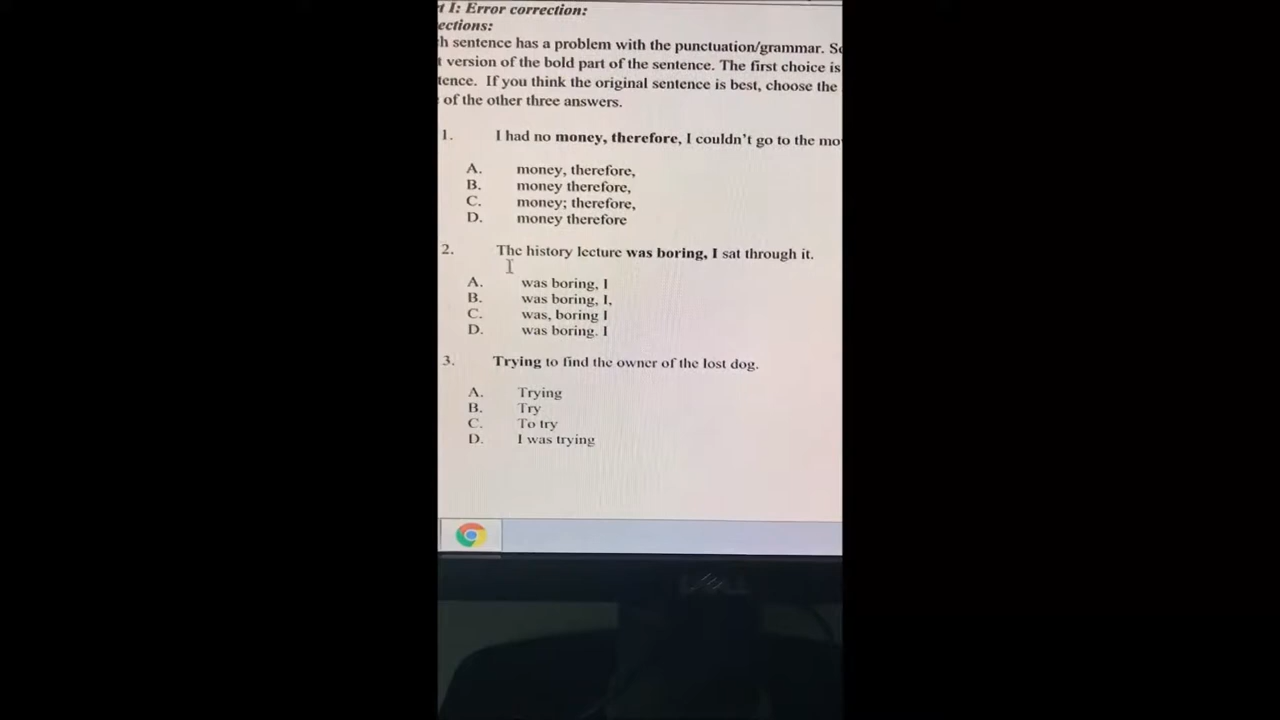 t I: Error correction:
ections:
h sentence has a problem with the punctuation/grammar. So
t version of the bold part of the sentence. The first choice is
tence. If you think the original sentence is best, choose the
of the other three answers.
1. I had no money, therefore, I couldn't go to the mo
A. money, therefore,
B. money therefore,
C. money; therefore,
D. money therefore
2. The history lecture was boring, I sat through it.
A. was boring, I
B. was boring, I,
C. was, boring I
D. was boring. I
3. Trying to find the owner of the lost dog.
A. Trying
B. Try
C. To try
D. I was trying